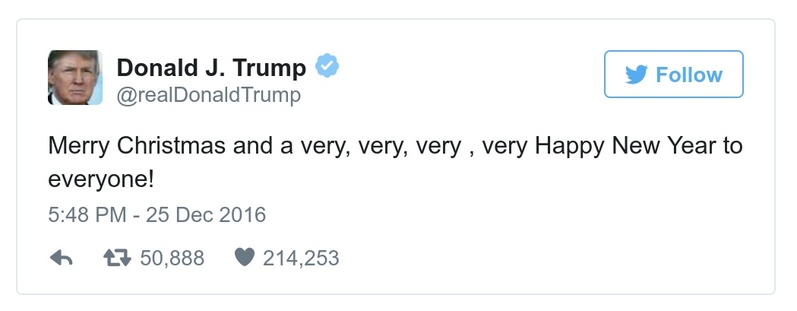 Donald J. Trump
@realDonaldTrump
Follow
Merry Christmas and a very, very, very , very Happy New Year to
everyone!
5:48 PM - 25 Dec 2016
50,888 214,253